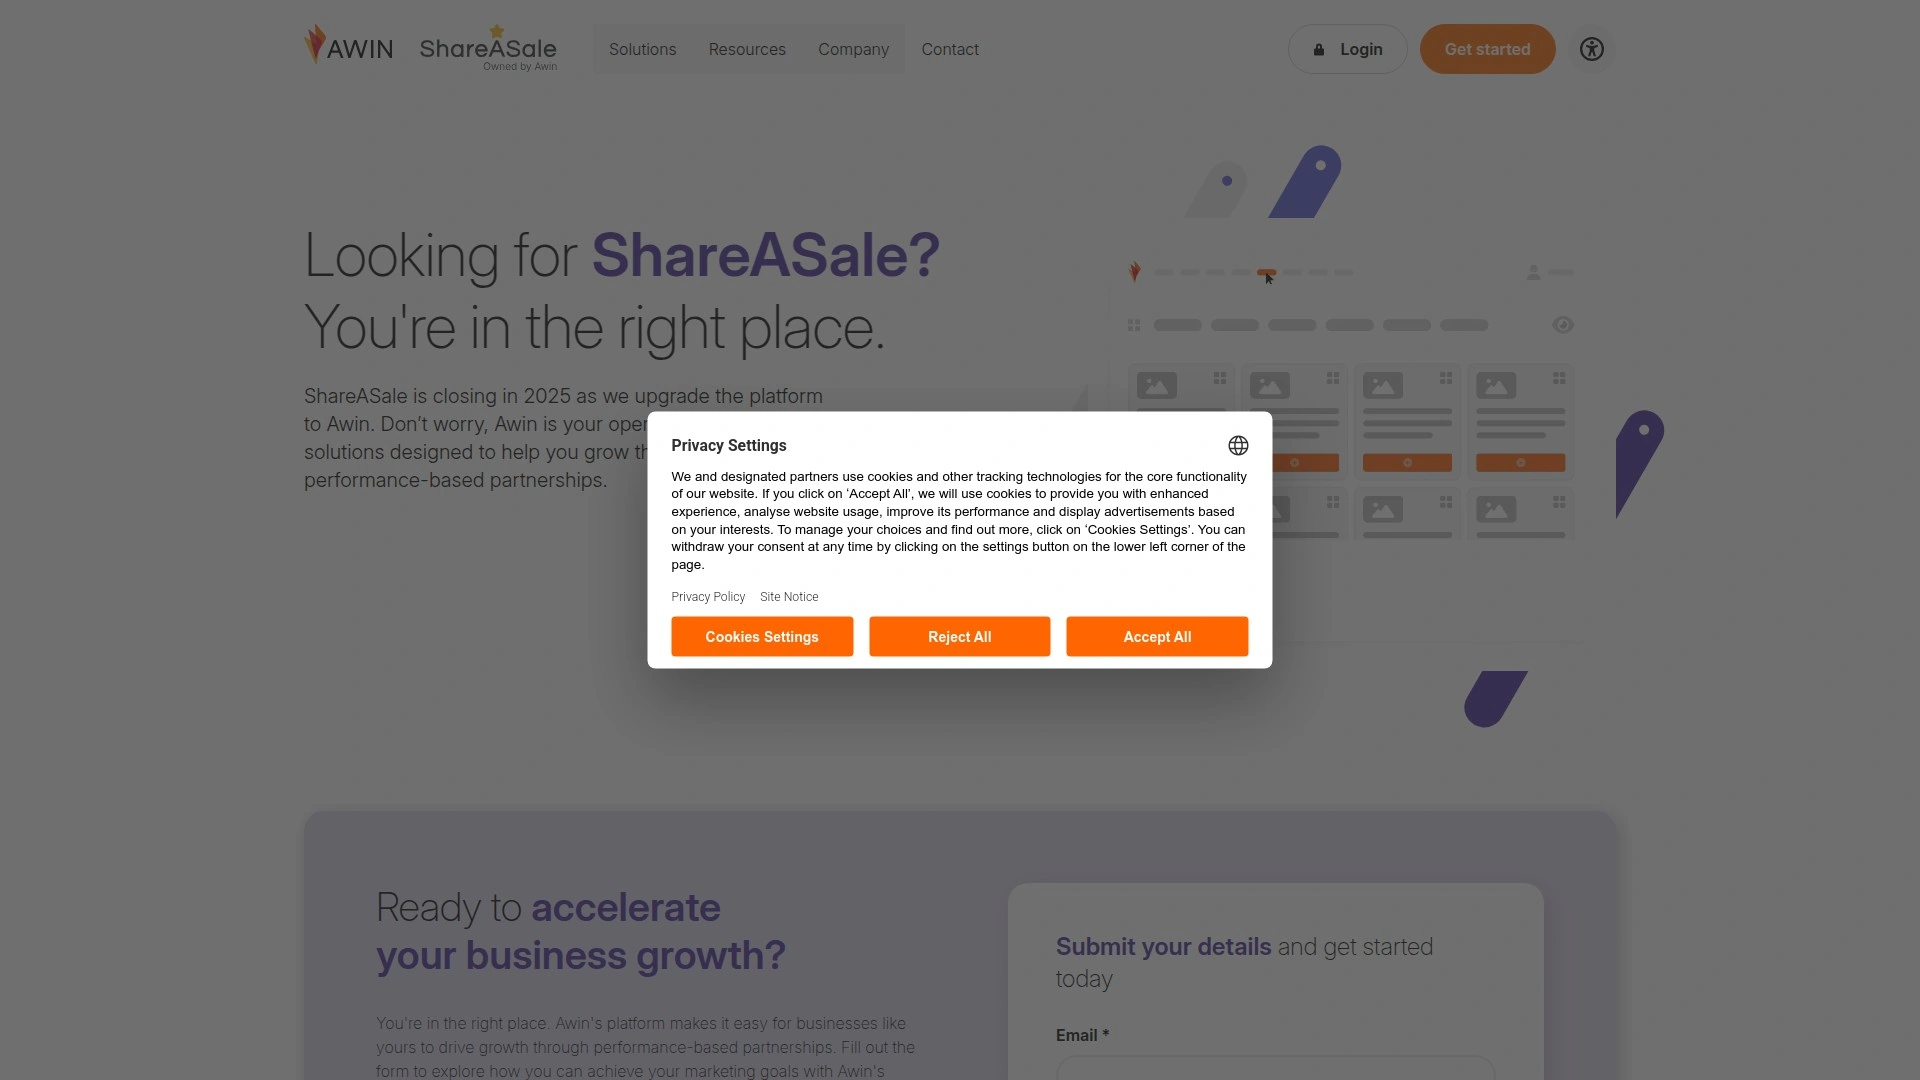 AWIN
ShareASale
Owned by Awin
Solutions
Resources
Company
Contact
Login
Get started
Looking for ShareASale?
You're in the right place.
ShareASale is closing in 2025 as we upgrade the platform
to Awin. Don’t worry, Awin is your
solutions designed to help you grow
performance-based partnerships.
Privacy Settings
We and designated partners use cookies and other tracking technologies for the core functionality
of our website. If you click on ‘Accept All’, we will use cookies to provide you with enhanced
experience, analyse website usage, improve its performance and display advertisements based
on your interests. To manage your choices and find out more, click on ‘Cookies Settings’. You can
withdraw your consent at any time by clicking on the settings button on the lower left corner of the
page.
Privacy Policy
Site Notice
Cookies Settings
Reject All
Accept All
Ready to accelerate
your business growth?
You're in the right place. Awin's platform makes it easy for businesses like
yours to drive growth through performance-based partnerships. Fill out the
form to explore how you can achieve your marketing goals with Awin's
Submit your details and get started
today
Email *